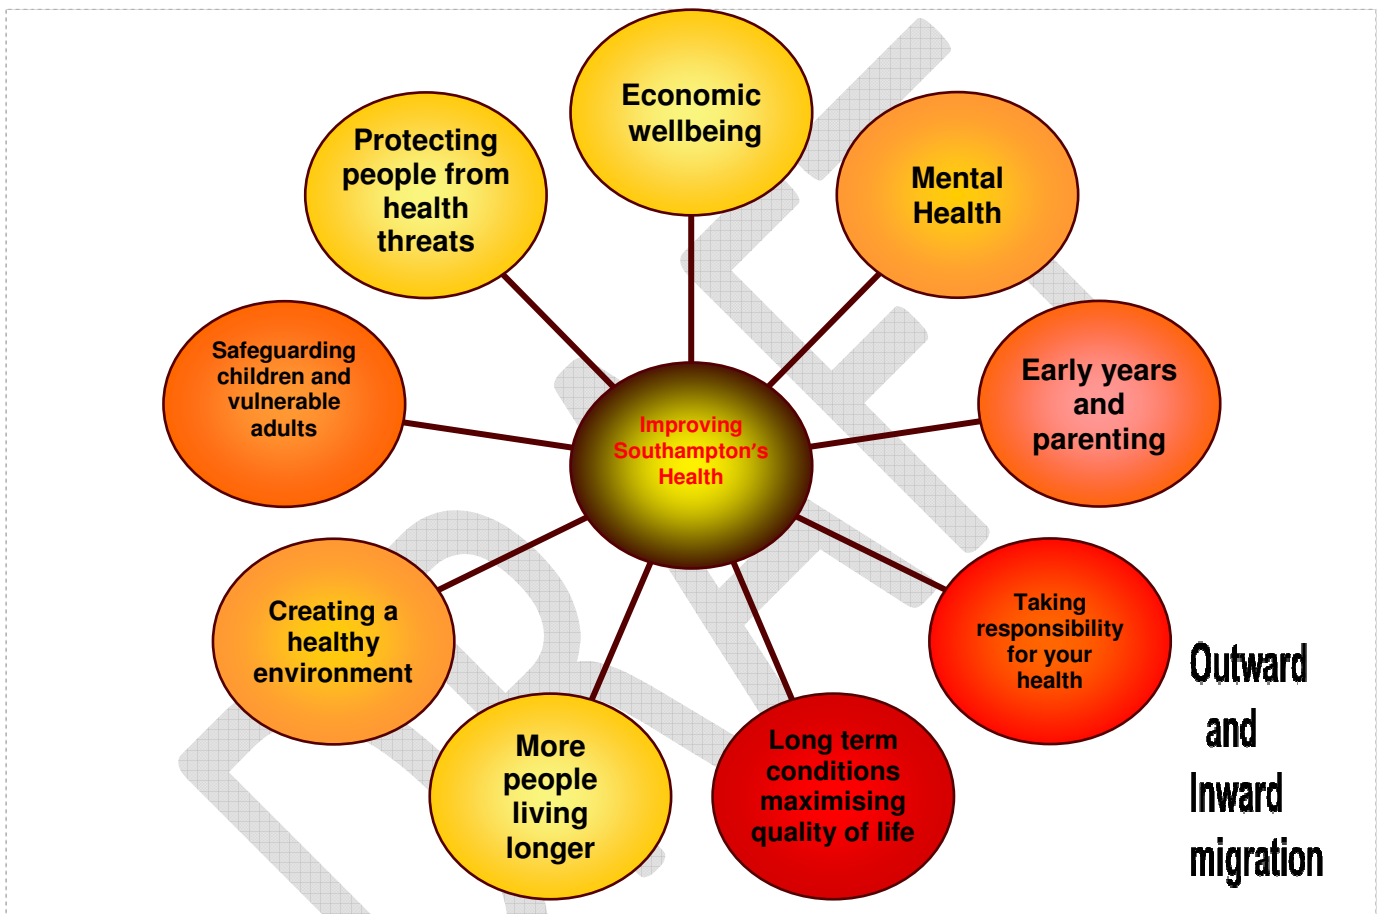 Economic
wellbeing
Mental
Health
Early years
and
parenting
Taking
responsibility
for your
health
Long term
conditions
maximising
quality of life
More
people
living
longer
Creating a
healthy
environment
Safeguarding
children and
vulnerable
adults
Protecting
people from
health
threats
Improving
Southampton's
Health
Outward
and
Inward
migration
DRAFT